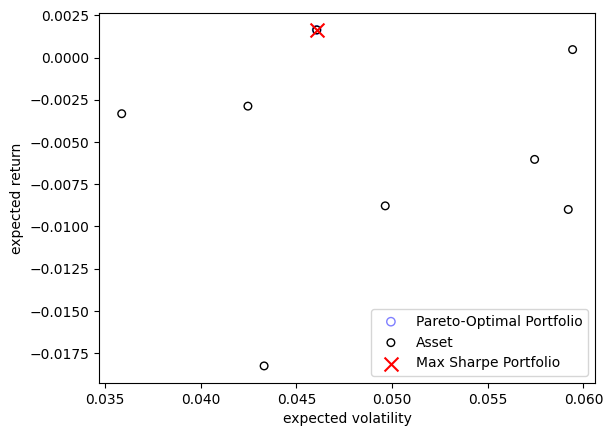 0.0025
0.0000
−0.0025
−0.0050
−0.0075
−0.0100
−0.0125
−0.0150
−0.0175
expected return
Pareto-Optimal Portfolio
Asset
Max Sharpe Portfolio
0.035 0.040 0.045 0.050 0.055 0.060
expected volatility